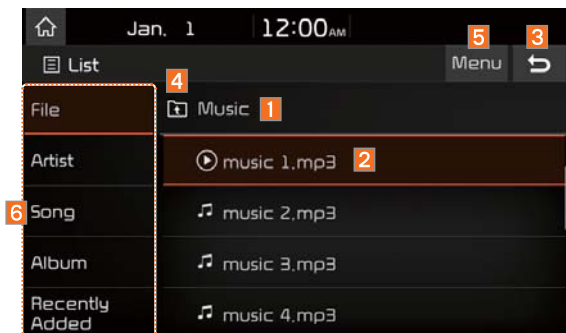 Jan. 1 12:00AM
5 3
List Menu
4
File Music 1
Artist music 1.mp3 2
6 Song music 2.mp3
Album music 3.mp3
Recently
Added music 4.mp3